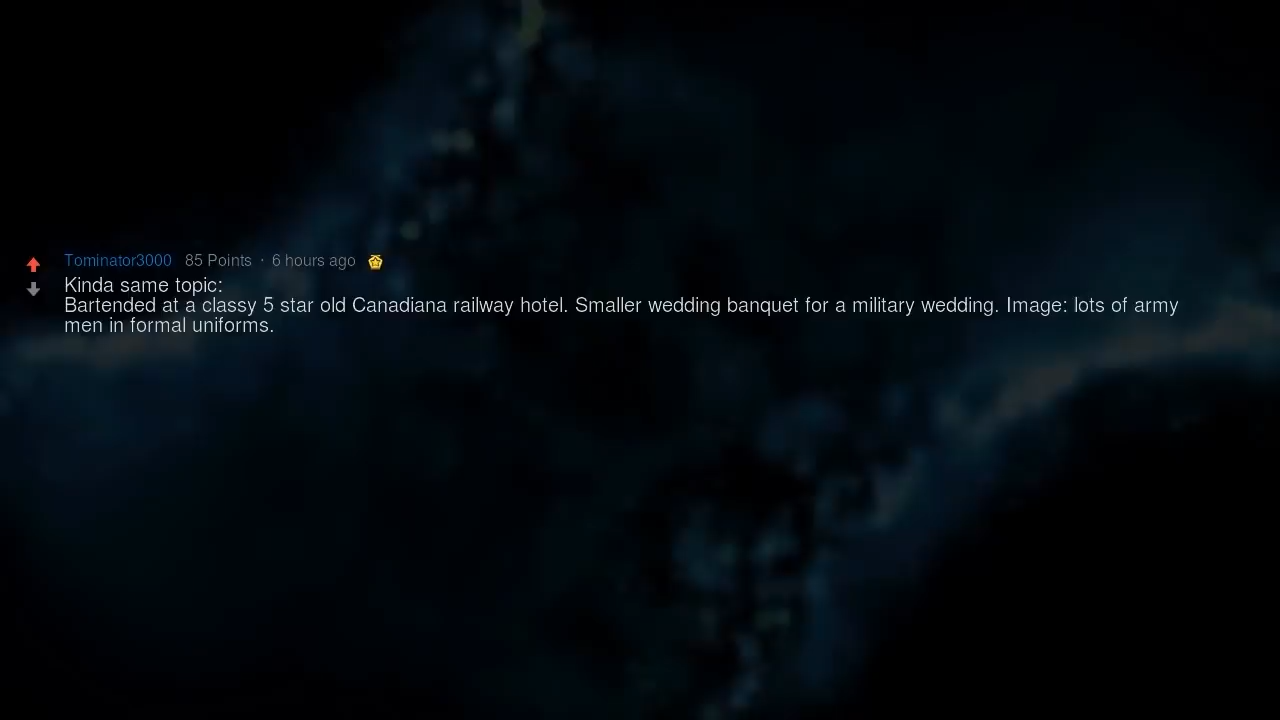 Tominator3000 85 Points · 6 hours ago
Kinda same topic:
Bartended at a classy 5 star old Canadiana railway hotel. Smaller wedding banquet for a military wedding. Image: lots of army
men in formal uniforms.